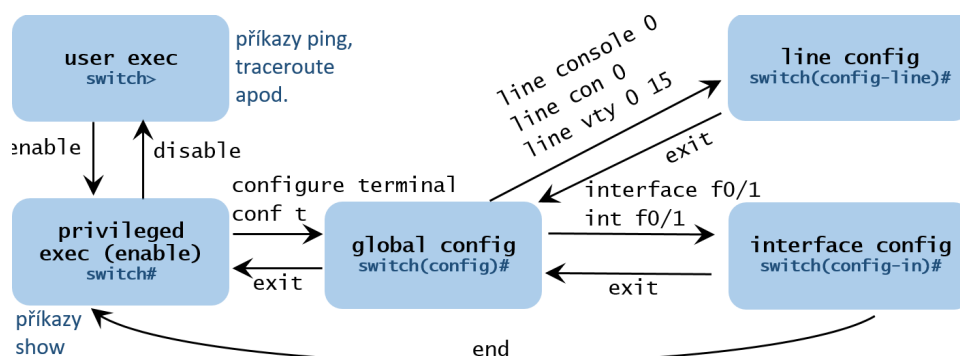 user exec
switch>
příkazy ping,
traceroute
apod.
line console 0
line con 0
line vty 0 15
line config
switch(config-line)#
exit
enable
disable
configure terminal
conf t
interface f0/1
int f0/1
privileged
exec (enable)
switch#
exit
global config
switch(config)#
exit
interface config
switch(config-in)#
příkazy
show
end